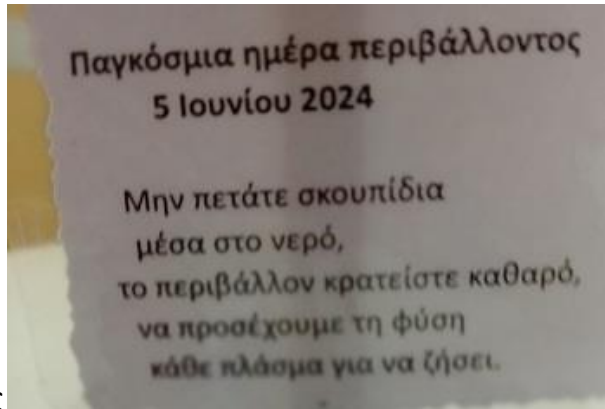 Παγκόσμια ημέρα περιβάλλοντος
5 Ιουνίου 2024
Μην πετάτε σκουπίδια
μέσα στο νερό,
το περιβάλλον κρατείστε καθαρό,
να προσέχουμε τη φύση
κάθε πλάσμα για να ζήσει.